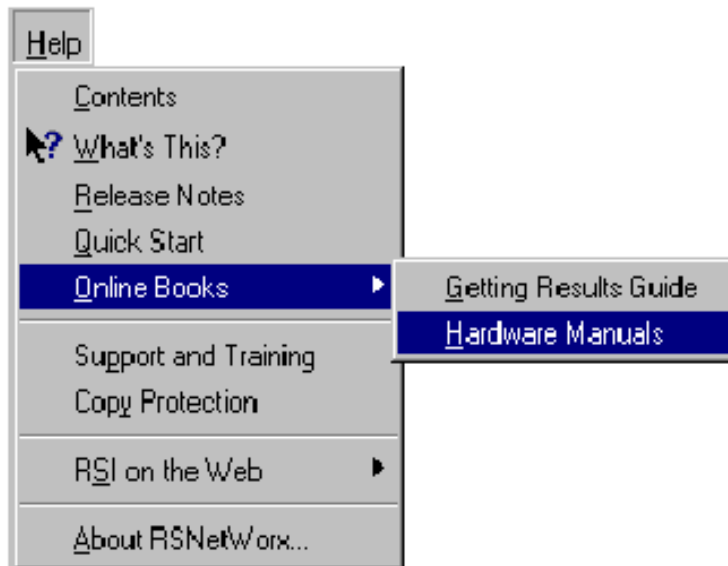 Help
Contents
What's This?
Release Notes
Quick Start
Online Books
Getting Results Guide
Hardware Manuals
Support and Training
Copy Protection
RSI on the Web
About RSNetWorx...